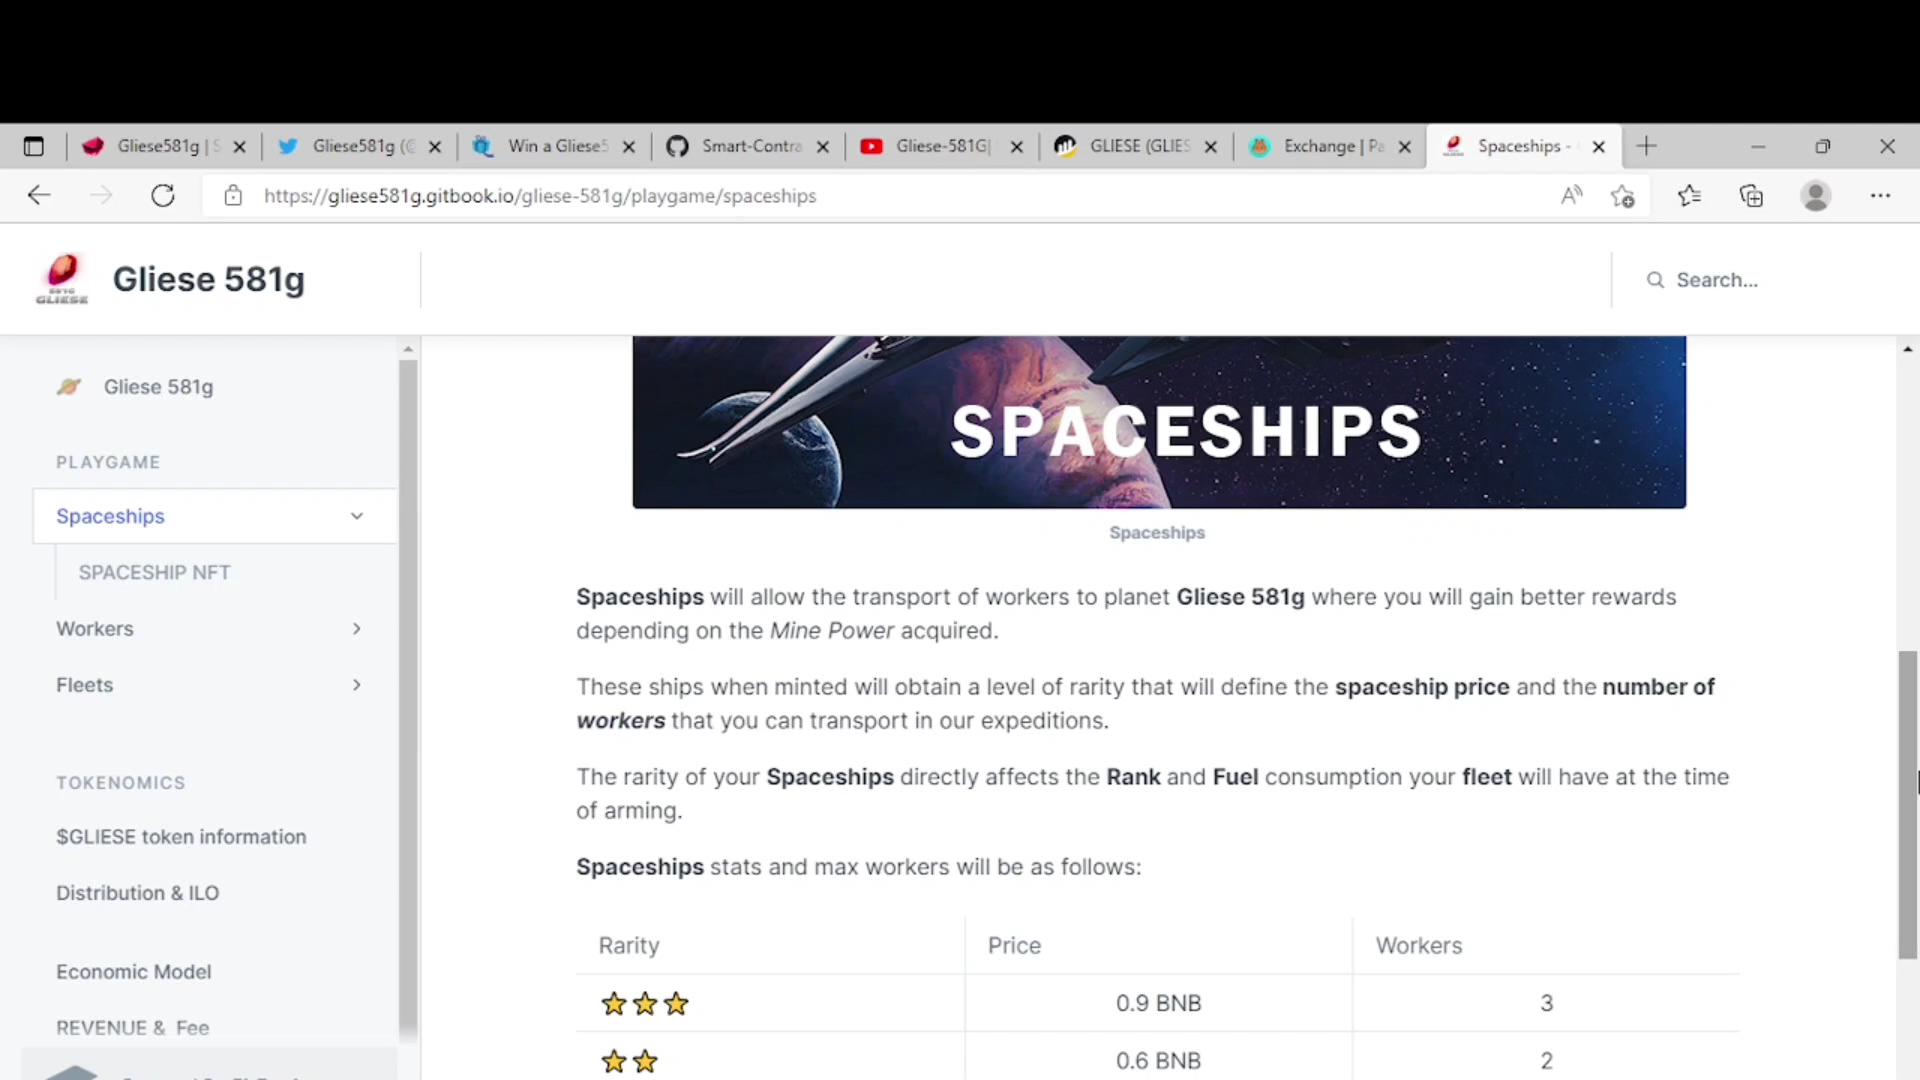 Gliese581g | S
Gliese581g (@
Win a Gliese5
Smart-Contra
Gliese-581G|
GLIESE (GLIES
Exchange | Pa
Spaceships -
https://gliese581g.gitbook.io/gliese-581g/playgame/spaceships
581G
GLIESE
Gliese 581g
Search...
Gliese 581g
PLAYGAME
Spaceships
SPACESHIP NFT
Workers
Fleets
TOKENOMICS
$GLIESE token information
Distribution & ILO
Economic Model
REVENUE & Fee
SPACESHIPS
Spaceships
Spaceships will allow the transport of workers to planet Gliese 581g where you will gain better rewards
depending on the Mine Power acquired.
These ships when minted will obtain a level of rarity that will define the spaceship price and the number of
workers that you can transport in our expeditions.
The rarity of your Spaceships directly affects the Rank and Fuel consumption your fleet will have at the time
of arming.
Spaceships stats and max workers will be as follows:
Rarity Price Workers
0.9 BNB 3
0.6 BNB 2